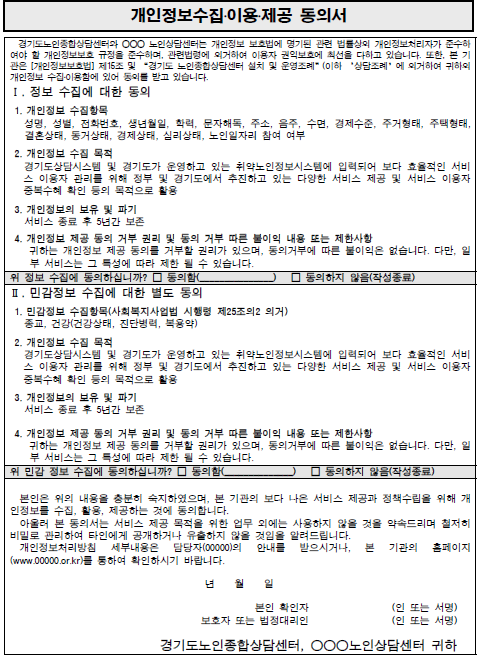 개인정보수집·이용·제공 동의서
경기도노인종합상담센터와 ○○○ 노인상담센터는 개인정보 보호법에 명기된 관련 법률상의 개인정보처리자가 준수하
여야 할 개인정보보호 규정을 준수하며, 관련법령에 의거하여 이용자 권익보호에 최선을 다하고 있습니다. 또한, 본 기
관은 [개인정보보호법] 제15조 및 “경기도 노인종합상담센터 설치 및 운영조례”(이하 ‘상담조례’에 의거하여 귀하의
개인정보 수집·이용함에 있어 동의를 받고 있습니다.
Ⅰ. 정보 수집에 대한 동의
1. 개인정보 수집항목
성명, 성별, 전화번호, 생년월일, 학력, 문자해독, 주소, 음주, 수면, 경제수준, 주거형태, 주택형태,
결혼상태, 동거상태, 경제상태, 심리상태, 노인일자리 참여 여부
2. 개인정보 수집 목적
경기도상담시스템 및 경기도가 운영하고 있는 취약노인정보시스템에 입력되어 보다 효율적인 서비
스 이용자 관리를 위해 정부 및 경기도에서 추진하고 있는 다양한 서비스 제공 및 서비스 이용자
중복수혜 확인 등의 목적으로 활용
3. 개인정보의 보유 및 파기
서비스 종료 후 5년간 보존
4. 개인정보 제공 동의 거부 권리 및 동의 거부 따른 불이익 내용 또는 제한사항
귀하는 개인정보 제공 동의를 거부할 권리가 있으며, 동의거부에 따른 불이익은 없습니다. 다만, 일
부 서비스는 그 특성에 따라 제한 될 수 있습니다.
위 정보 수집에 동의하십니까? □ 동의함(____________) □ 동의하지 않음(작성종료)
Ⅱ. 민감정보 수집에 대한 별도 동의
1. 민감정보 수집항목(사회복지사업법 시행령 제25조의2 의거)
종교, 건강(건강상태, 진단병력, 복용약)
2. 개인정보 수집 목적
경기도상담시스템 및 경기도가 운영하고 있는 취약노인정보시스템에 입력되어 보다 효율적인 서비
스 이용자 관리를 위해 정부 및 경기도에서 추진하고 있는 다양한 서비스 제공 및 서비스 이용자
중복수혜 확인 등의 목적으로 활용
3. 개인정보의 보유 및 파기
서비스 종료 후 5년간 보존
4. 개인정보 제공 동의 거부 권리 및 동의 거부 따른 불이익 내용 또는 제한사항
귀하는 개인정보 제공 동의를 거부할 권리가 있으며, 동의거부에 따른 불이익은 없습니다. 다만, 일
부 서비스는 그 특성에 따라 제한 될 수 있습니다.
위 민감 정보 수집에 동의하십니까? □ 동의함(____________) □ 동의하지 않음(작성종료)
본인은 위의 내용을 충분히 숙지하였으며, 본 기관의 보다 나은 서비스 제공과 정책수립을 위해 개
인정보를 수집, 활용, 제공하는 것에 동의합니다.
아울러 본 동의서는 서비스 제공 목적을 위한 업무 외에는 사용하지 않을 것을 약속드리며 철저히
비밀로 관리하여 타인에게 공개하거나 유출하지 않을 것임을 알려드립니다.
개인정보처리방침 세부내용은 담당자(00000)의 안내를 받으시거나, 본 기관의 홈페이지
(www.00000.or.kr)를 통하여 확인하시기 바랍니다.
년 월 일
본인 확인자 (인 또는 서명)
보호자 또는 법정대리인 (인 또는 서명)
경기도노인종합상담센터, ○○○노인상담센터 귀하